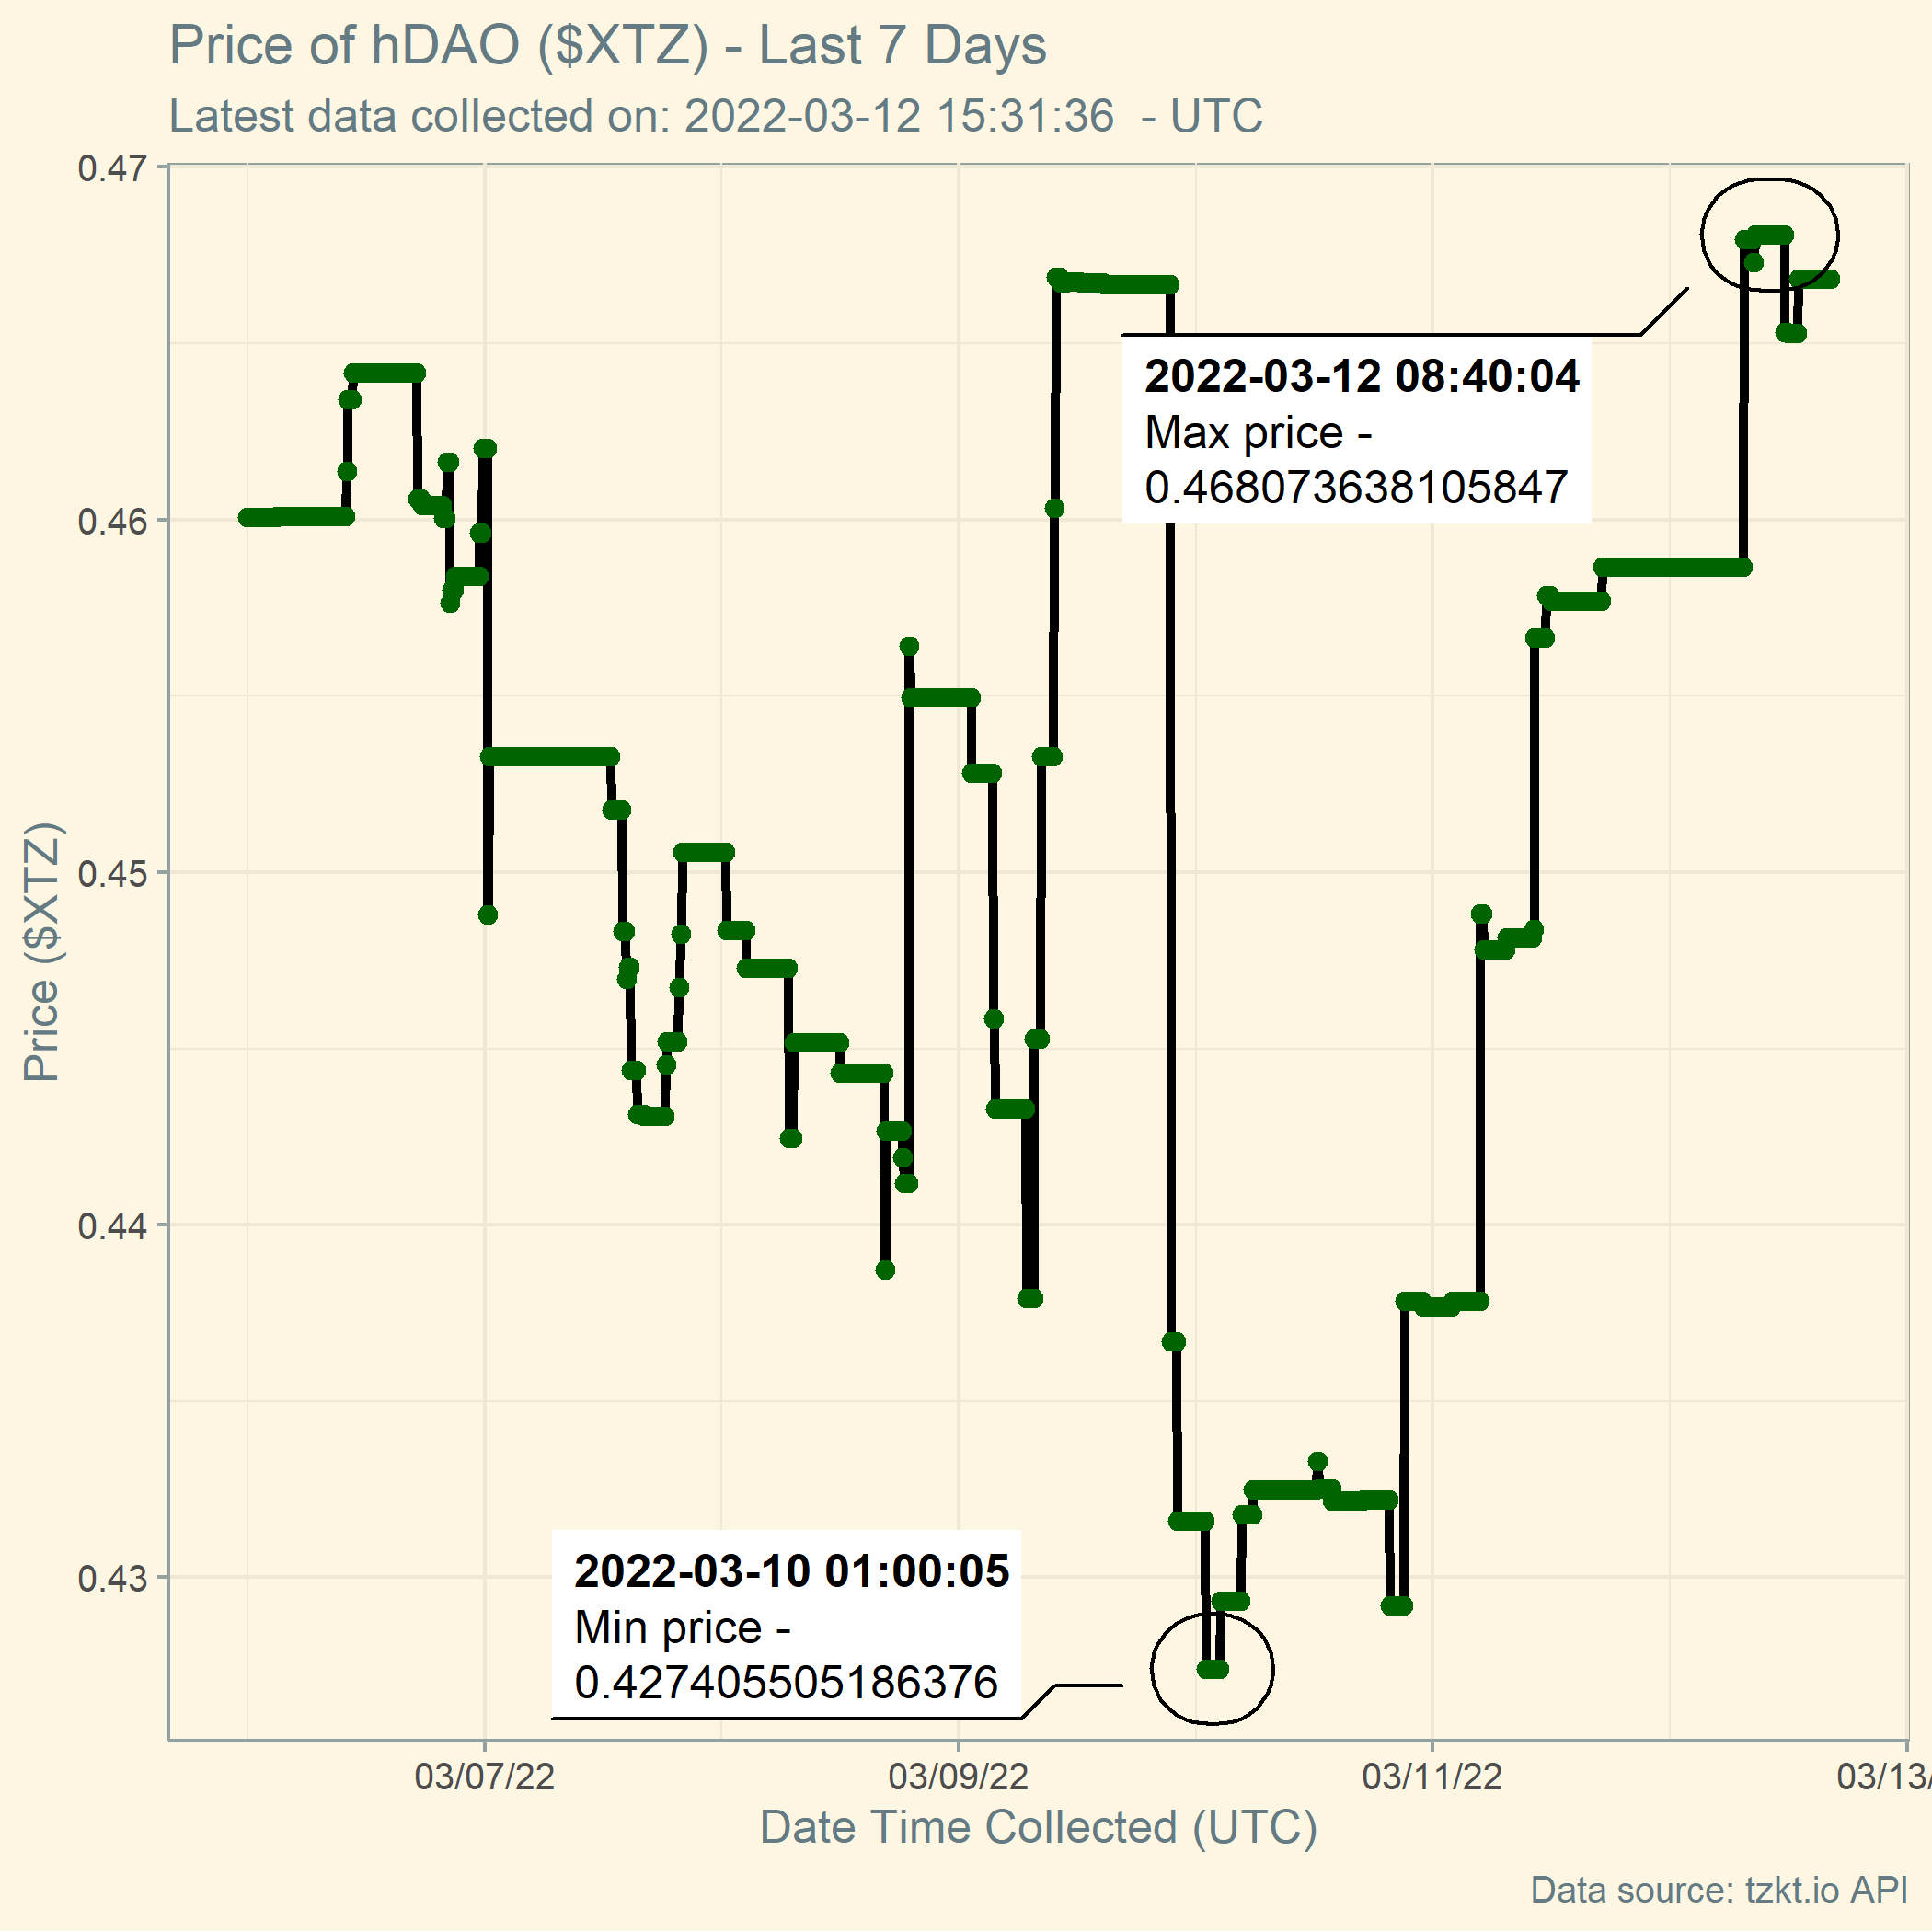 Price of hDAO ($XTZ) - Last 7 Days
Latest data collected on: 2022-03-12 15:31:36  - UTC
0.47
0.46
0.45
0.44
0.43
Price ($XTZ)
2022-03-12 08:40:04
Max price -
0.468073638105847
2022-03-10 01:00:05
Min price -
0.427405505186376
03/07/22
03/09/22
03/11/22
03/13/
Date Time Collected (UTC)
Data source: tzkt.io API